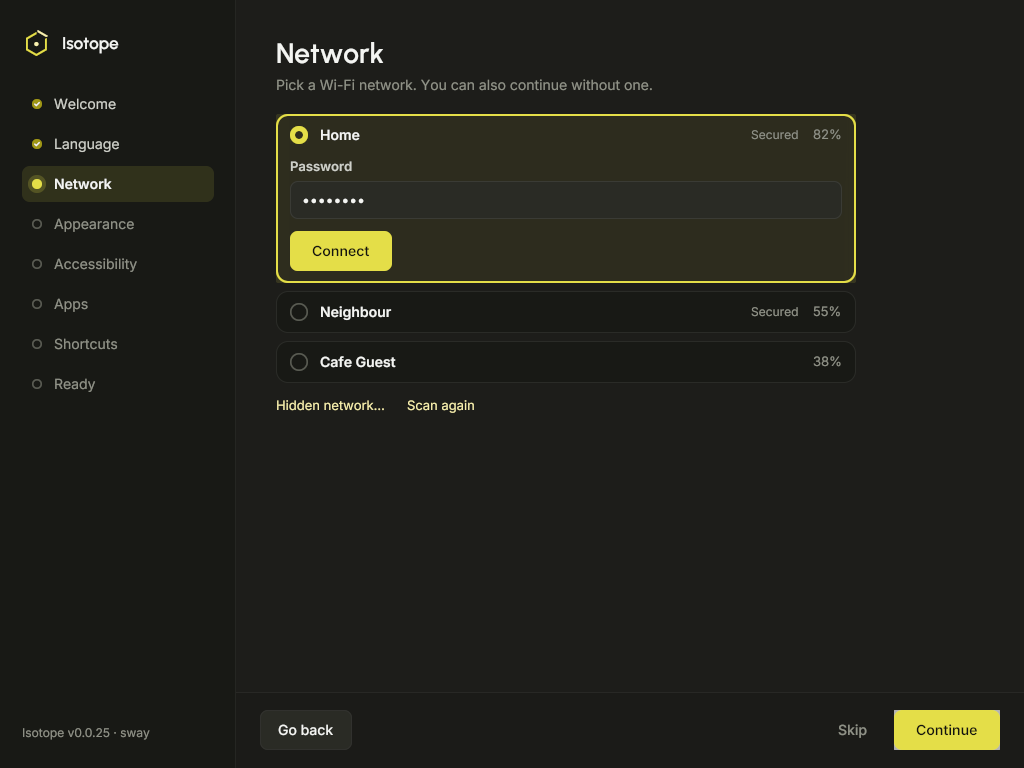 Isotope
Welcome
Language
Network
Appearance
Accessibility
Apps
Shortcuts
Ready
Isotope v0.0.25 · sway
Network
Pick a Wi-Fi network. You can also continue without one.
Home Secured 82%
Password
••••••••
Connect
Neighbour Secured 55%
Cafe Guest 38%
Hidden network... Scan again
Go back Skip Continue